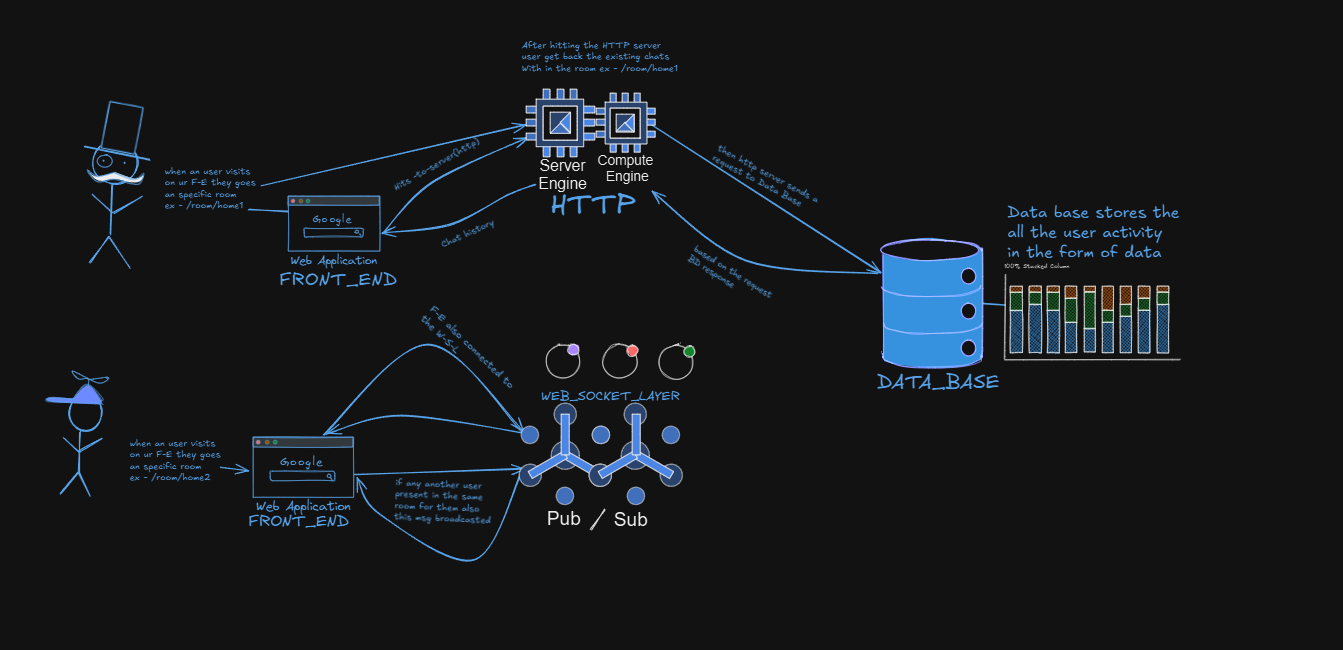 After hitting the HTTP server
user get back the existing chats
With in the room ex - /room/home1
when an user visits
on ur F-E they goes
an specific room
ex - /room/home1
Hits -to-server(http)
Chat history
Server
Engine
Compute
Engine
HTTP
then http server sends a
request to Data Base
based on the request
BD response
Google
Web Application
FRONT_END
Data base stores the
all the user activity
in the form of data
100% Stacked Column
DATA_BASE
F-E also connected to
the W-S-L
WEB_SOCKET_LAYER
when an user visits
on ur F-E they goes
an specific room
ex - /room/home2
Google
Web Application
FRONT_END
if any another user
present in the same
room for them also
this msg broadcasted
Pub / Sub